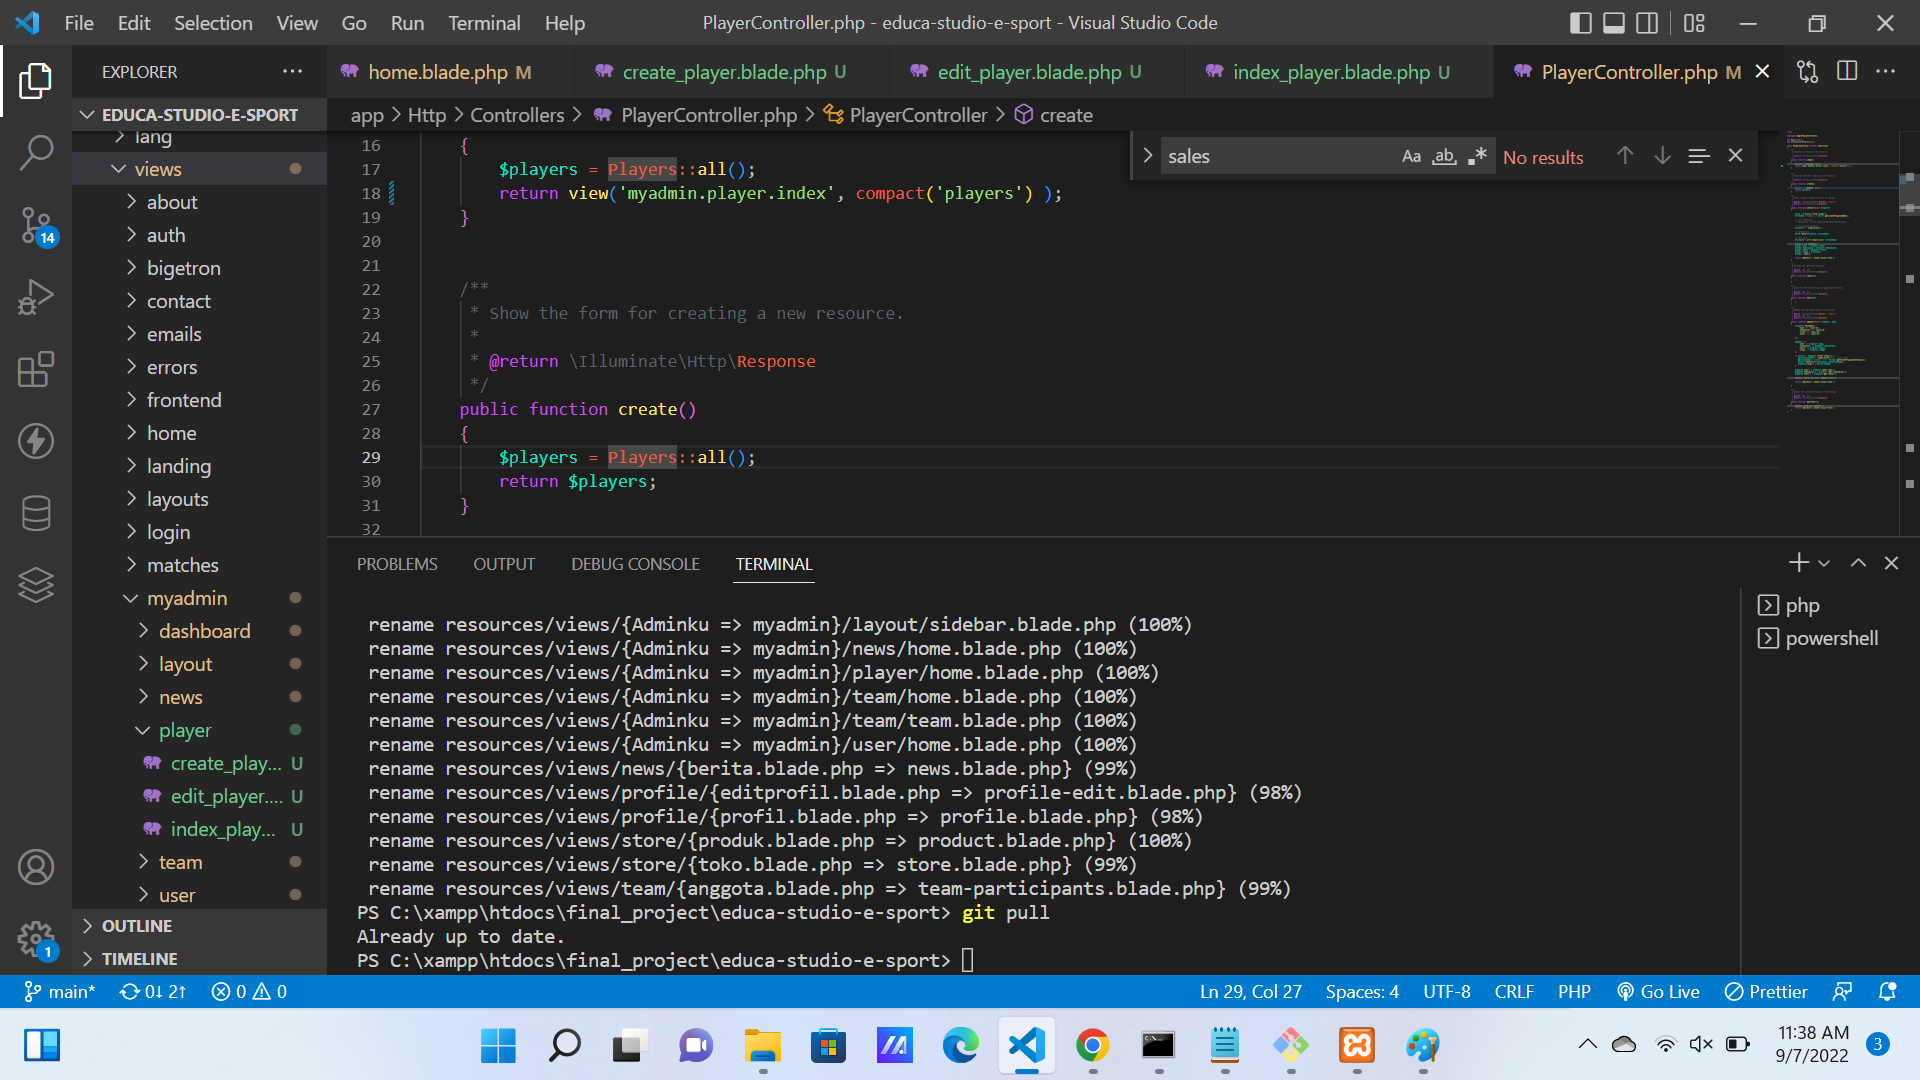 File Edit Selection View Go Run Terminal Help
PlayerController.php - educa-studio-e-sport - Visual Studio Code
EXPLORER
home.blade.php M
create_player.blade.php U
edit_player.blade.php U
index_player.blade.php U
PlayerController.php M
EDUCA-STUDIO-E-SPORT
app > Http > Controllers > PlayerController.php > PlayerController > create
lang
views
about
auth
bigetron
contact
emails
errors
frontend
home
landing
layouts
login
matches
myadmin
dashboard
layout
news
player
create_play... U
edit_player.... U
index_play... U
team
user
OUTLINE
TIMELINE
14
1
sales
Aa ab .*
No results
16 {
17 $players = Players::all();
18 return view('myadmin.player.index', compact('players') );
19 }
20
21
22 /**
23 * Show the form for creating a new resource.
24 *
25 * @return \Illuminate\Http\Response
26 */
27 public function create()
28 {
29 $players = Players::all();
30 return $players;
31 }
32
PROBLEMS OUTPUT DEBUG CONSOLE TERMINAL
rename resources/views/{Adminku => myadmin}/layout/sidebar.blade.php (100%)
rename resources/views/{Adminku => myadmin}/news/home.blade.php (100%)
rename resources/views/{Adminku => myadmin}/player/home.blade.php (100%)
rename resources/views/{Adminku => myadmin}/team/home.blade.php (100%)
rename resources/views/{Adminku => myadmin}/team/team.blade.php (100%)
rename resources/views/{Adminku => myadmin}/user/home.blade.php (100%)
rename resources/views/news/{berita.blade.php => news.blade.php} (99%)
rename resources/views/profile/{editprofil.blade.php => profile-edit.blade.php} (98%)
rename resources/views/profile/{profil.blade.php => profile.blade.php} (98%)
rename resources/views/store/{produk.blade.php => product.blade.php} (100%)
rename resources/views/store/{toko.blade.php => store.blade.php} (99%)
rename resources/views/team/{anggota.blade.php => team-participants.blade.php} (99%)
PS C:\xampp\htdocs\final_project\educa-studio-e-sport> git pull
Already up to date.
PS C:\xampp\htdocs\final_project\educa-studio-e-sport>
php
powershell
main* 0↓ 2↑ 0 0
Ln 29, Col 27 Spaces: 4 UTF-8 CRLF PHP Go Live Prettier
11:38 AM
9/7/2022
3